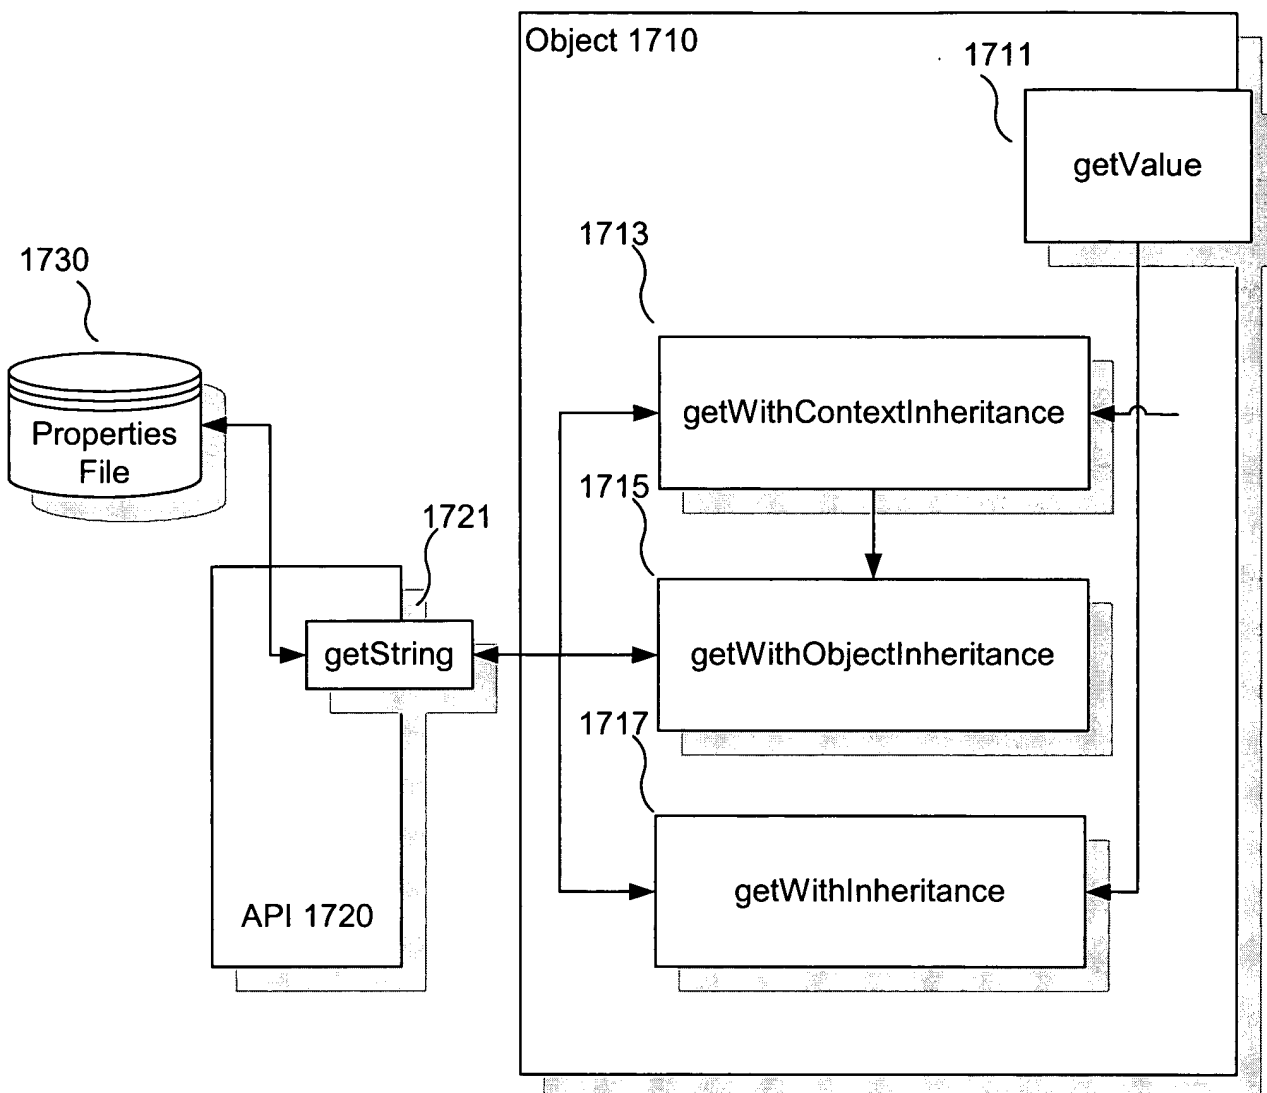 Object 1710
1711
getValue
1713
1730
getWithContextInheritance
Properties
File
1715
1721
getString
getWithObjectInheritance
1717
getWithInheritance
API 1720